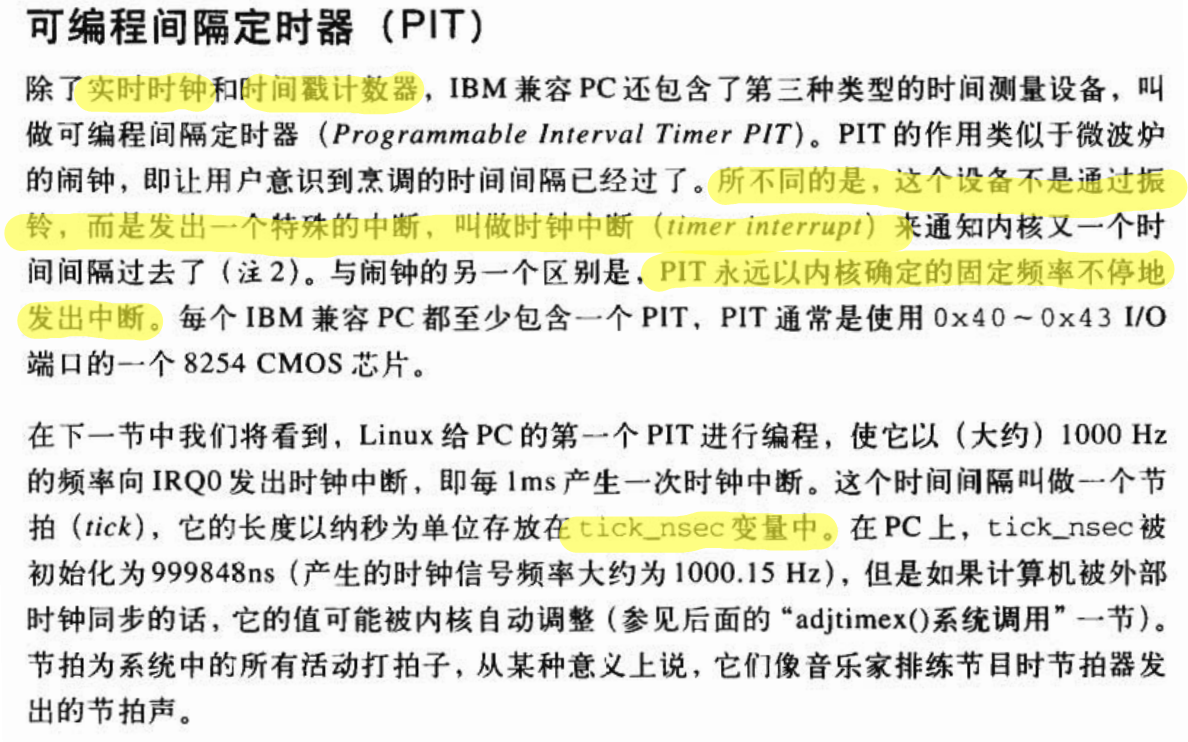 可编程间隔定时器（PIT）
除了实时时钟和时间戳计数器，IBM 兼容 PC 还包含了第三种类型的时间测量设备，叫
做可编程间隔定时器（Programmable Interval Timer PIT）。PIT 的作用类似于微波炉
的闹钟，即让用户意识到烹调的时间间隔已经过了。所不同的是，这个设备不是通过振
铃，而是发出一个特殊的中断，叫做时钟中断（timer interrupt）来通知内核又一个时
间间隔过去了（注2）。与闹钟的另一个区别是，PIT 永远以内核确定的固定频率不停地
发出中断。每个 IBM 兼容 PC 都至少包含一个 PIT，PIT 通常是使用 0x40～0x43 I/O
端口的一个 8254 CMOS 芯片。
在下一节中我们将看到，Linux 给 PC 的第一个 PIT 进行编程，使它以（大约）1000 Hz
的频率向 IRQ0 发出时钟中断，即每 1ms 产生一次时钟中断。这个时间间隔叫做一个节
拍（tick），它的长度以纳秒为单位存放在 tick_nsec 变量中。在 PC 上，tick_nsec 被
初始化为 999848ns（产生的时钟信号频率大约为 1000.15 Hz），但是如果计算机被外部
时钟同步的话，它的值可能被内核自动调整（参见后面的“adjtimex()系统调用”一节）。
节拍为系统中的所有活动打拍子，从某种意义上说，它们像音乐家排练节目时节拍器发
出的节拍声。